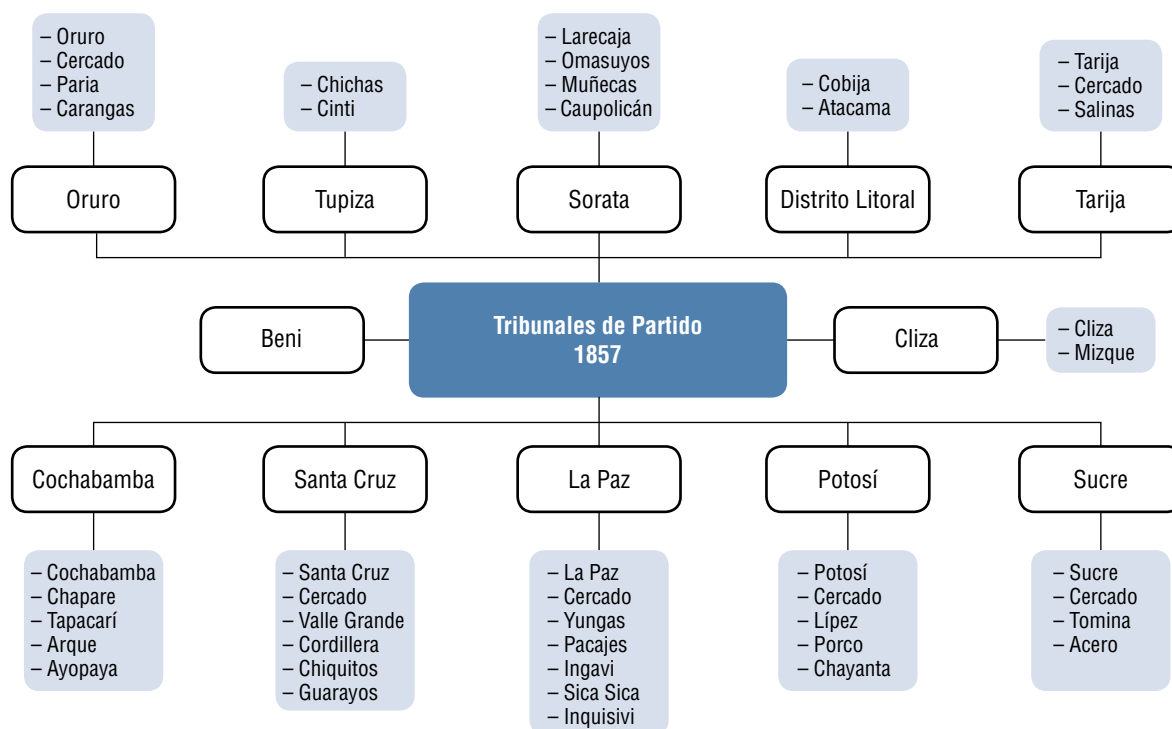 – Oruro
– Cercado
– Paria
– Carangas
– Chichas
– Cinti
– Larecaja
– Omasuyos
– Muñecas
– Caupolicán
– Cobija
– Atacama
– Tarija
– Cercado
– Salinas
Oruro
Tupiza
Sorata
Distrito Litoral
Tarija
Beni
Tribunales de Partido
1857
Cliza
– Cliza
– Mizque
Cochabamba
Santa Cruz
La Paz
Potosí
Sucre
– Cochabamba
– Chapare
– Tapacarí
– Arque
– Ayopaya
– Santa Cruz
– Cercado
– Valle Grande
– Cordillera
– Chiquitos
– Guarayos
– La Paz
– Cercado
– Yungas
– Pacajes
– Ingavi
– Sica Sica
– Inquisivi
– Potosí
– Cercado
– Lípez
– Porco
– Chayanta
– Sucre
– Cercado
– Tomina
– Acero